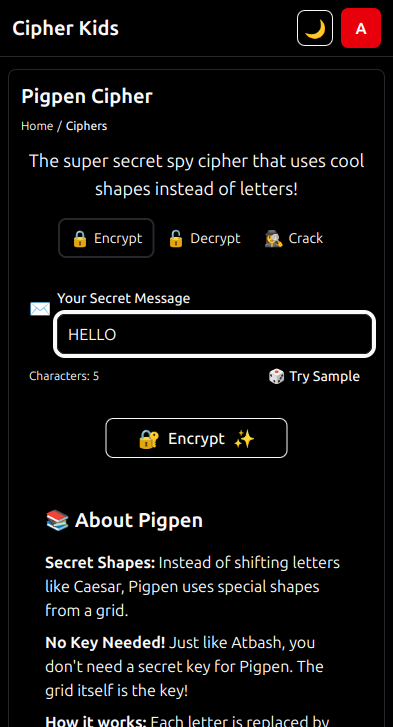 Cipher Kids
A
Pigpen Cipher
Home / Ciphers
The super secret spy cipher that uses cool
shapes instead of letters!
Encrypt
Decrypt
Crack
Your Secret Message
HELLO
Characters: 5
Try Sample
Encrypt
About Pigpen
Secret Shapes: Instead of shifting letters
like Caesar, Pigpen uses special shapes
from a grid.
No Key Needed! Just like Atbash, you
don't need a secret key for Pigpen. The
grid itself is the key!
How it works: Each letter is replaced by